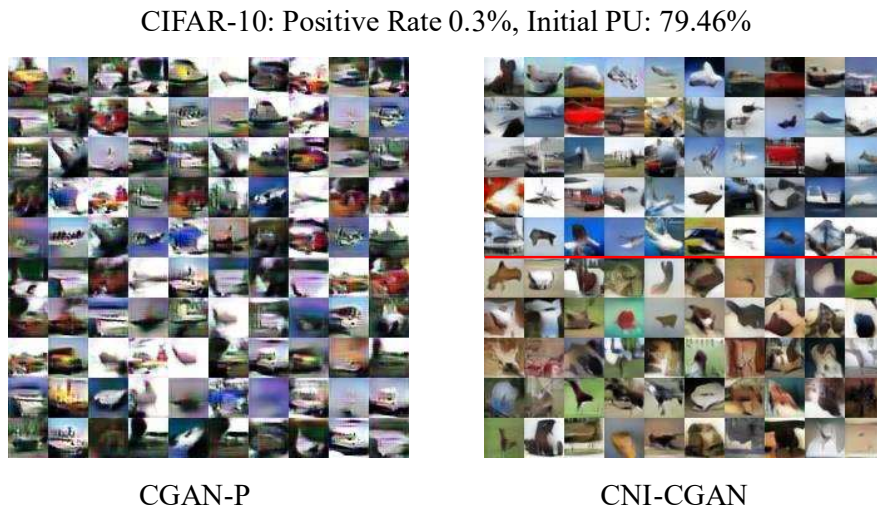 CIFAR-10: Positive Rate 0.3%, Initial PU: 79.46%
CGAN-P
CNI-CGAN